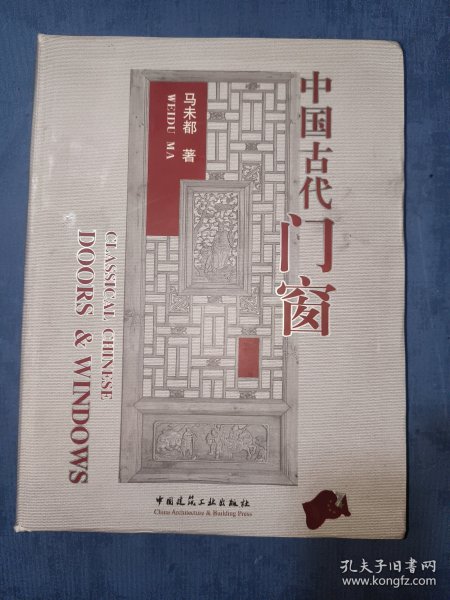 中国古代
门窗
马未都 著
WEIDU MA
CLASSICAL CHINESE
DOORS & WINDOWS
中国建筑工业出版社
China Architecture & Building Press
孔夫子旧书网
www.kongfz.com